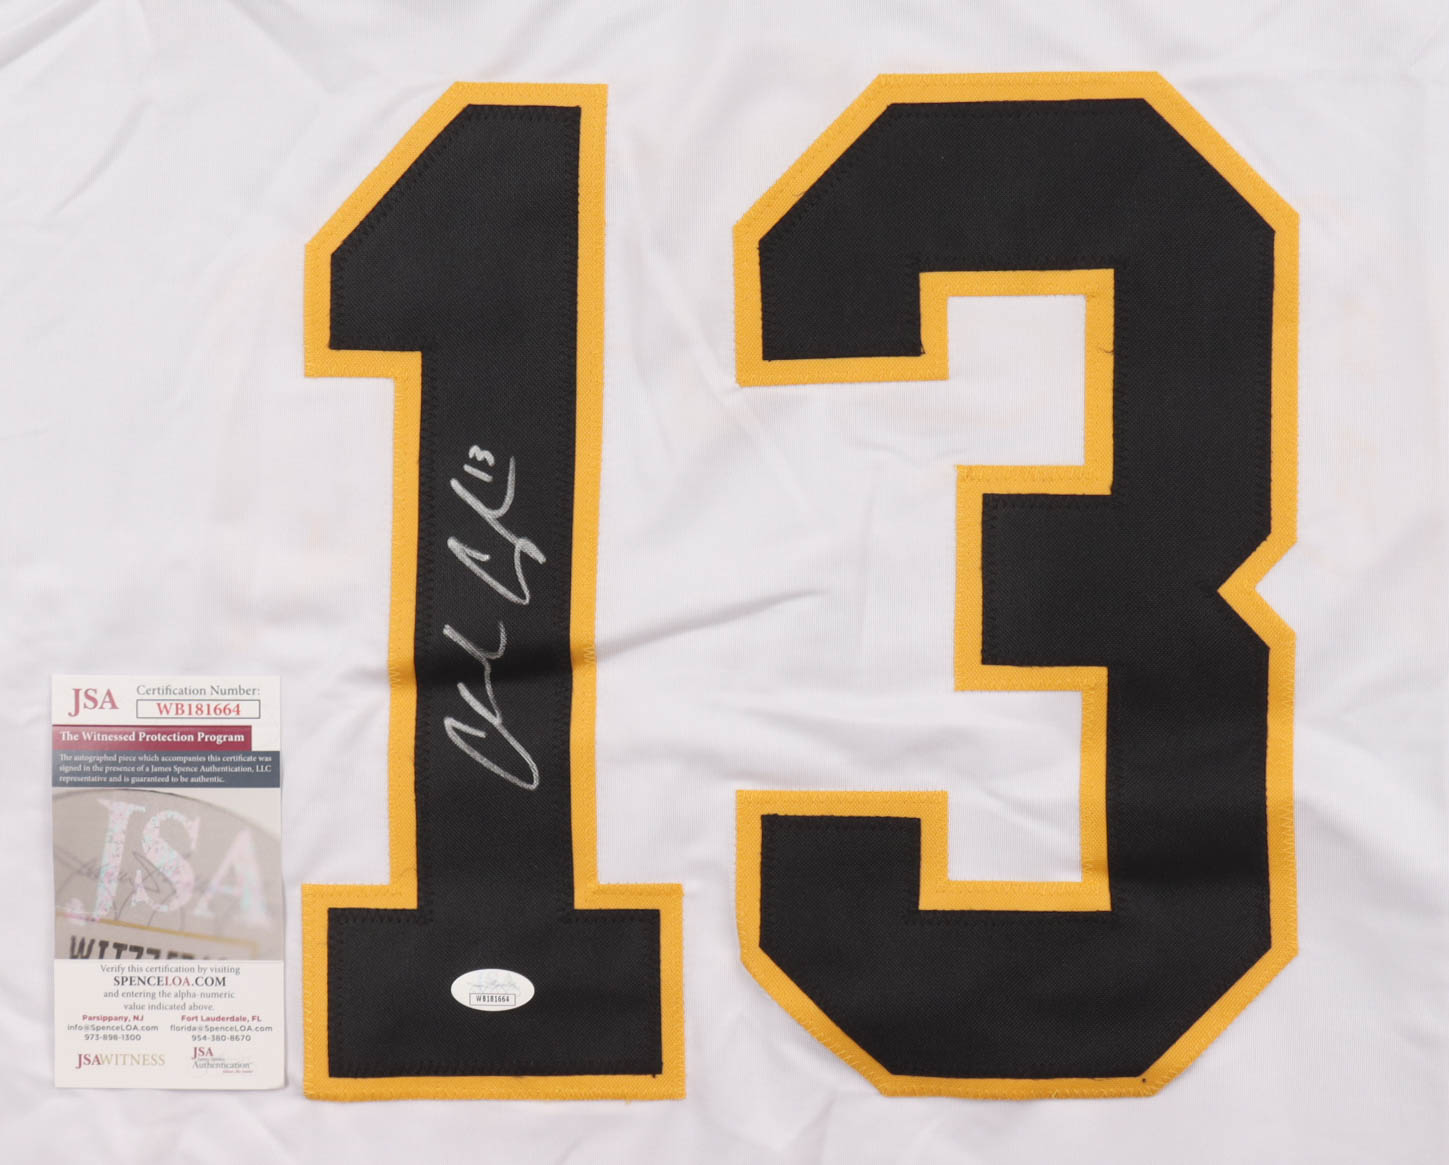 13
13
JSA
Certification Number:
WB181664
The Witnessed Protection Program
The autographed piece which accompanies this certificate was
signed in the presence of a James Spence Authentication, LLC
representative and is guaranteed to be authentic.
JSA
Verify this certification by visiting
SPENCELOA.COM
and entering the alpha-numeric
value indicated above.
Parsippany, NJ
info@SpenceLOA.com
973-898-1300
Fort Lauderdale, FL
florida@SpenceLOA.com
954-380-8670
JSAWITNESS
JSA
Authentication
WB181664